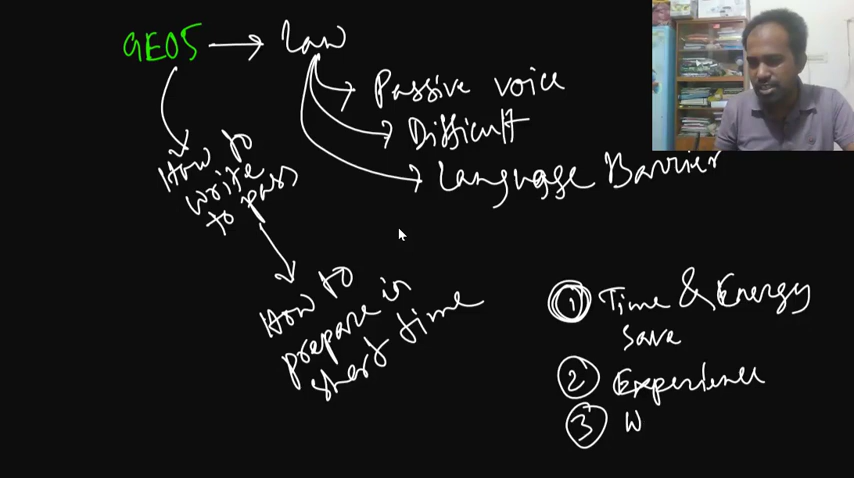 GE05 → Law
Passive voice
Difficult
Language Barrier
How to
write
to pass
How to
prepare in
short time
1 Time & Energy
save
2 Experience
3 W